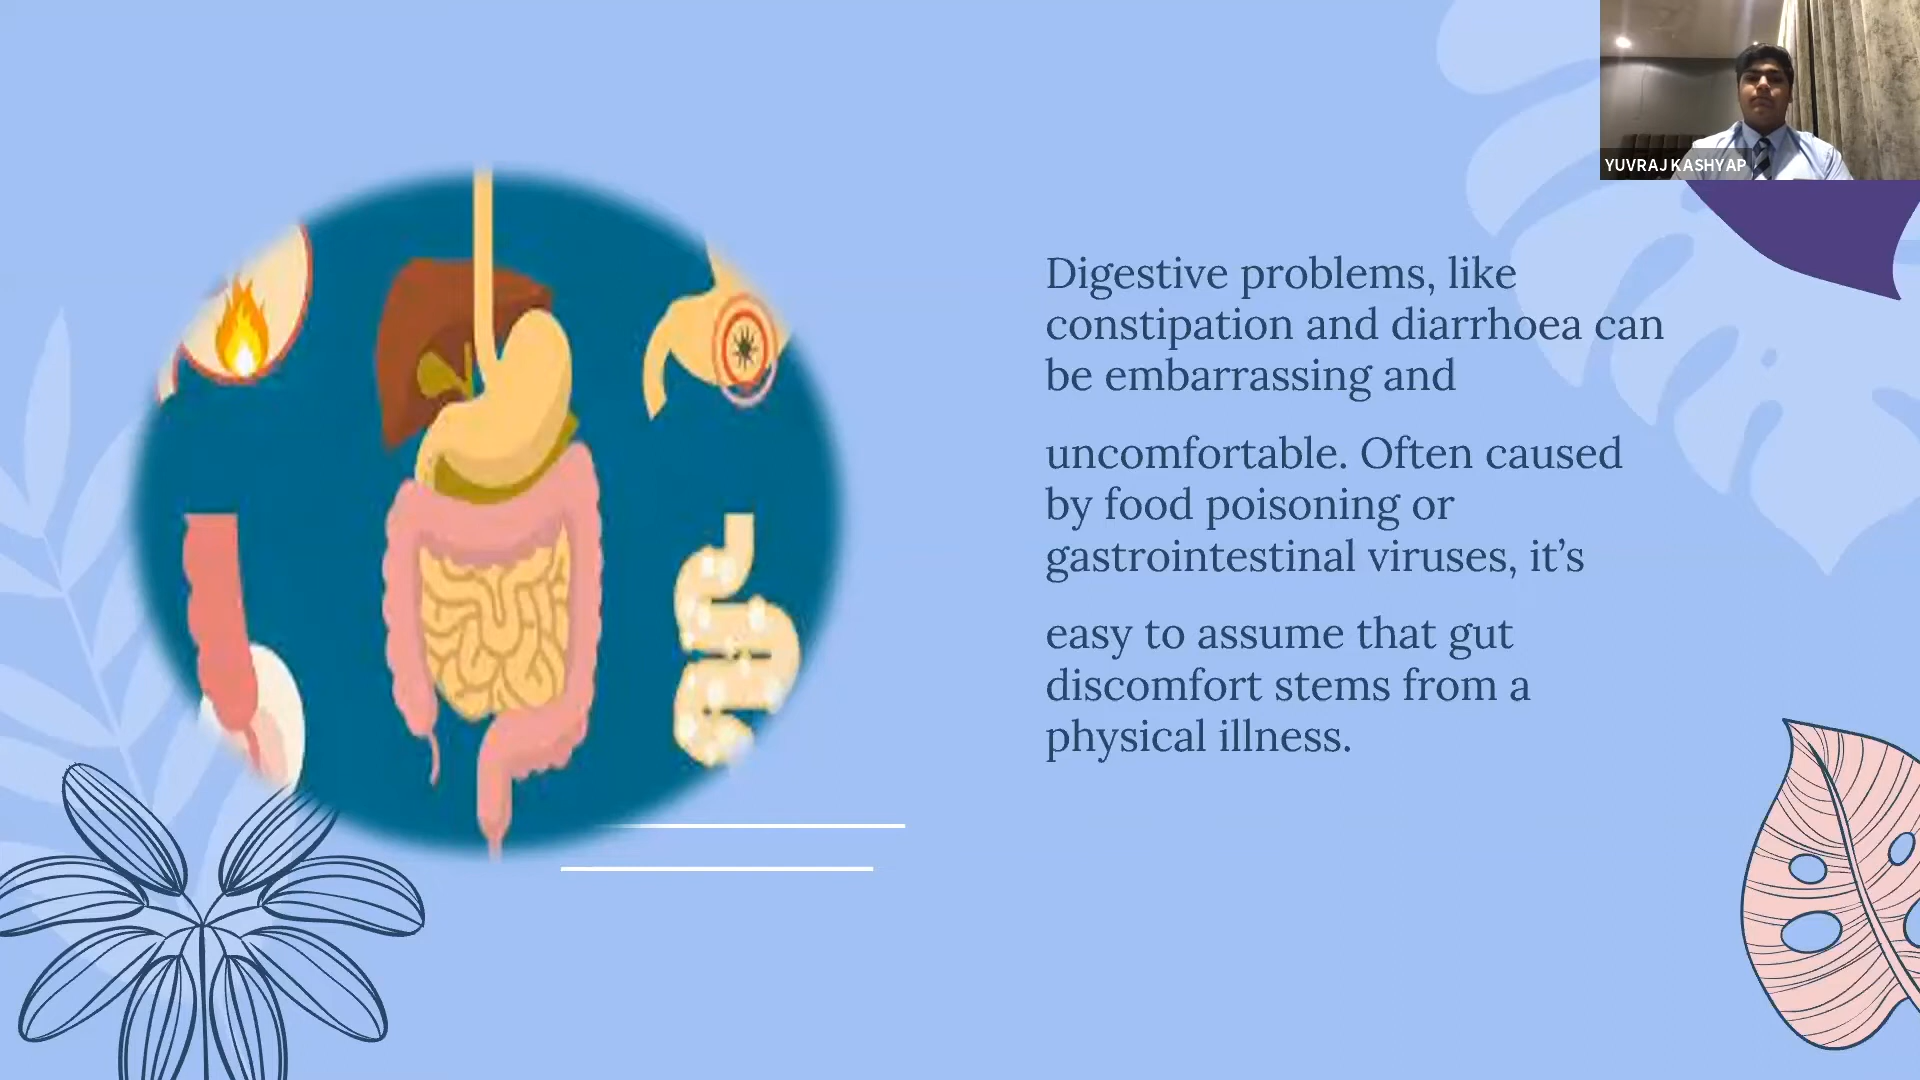 YUVRAJ KASHYAP
Digestive problems, like
constipation and diarrhoea can
be embarrassing and
uncomfortable. Often caused
by food poisoning or
gastrointestinal viruses, it’s
easy to assume that gut
discomfort stems from a
physical illness.